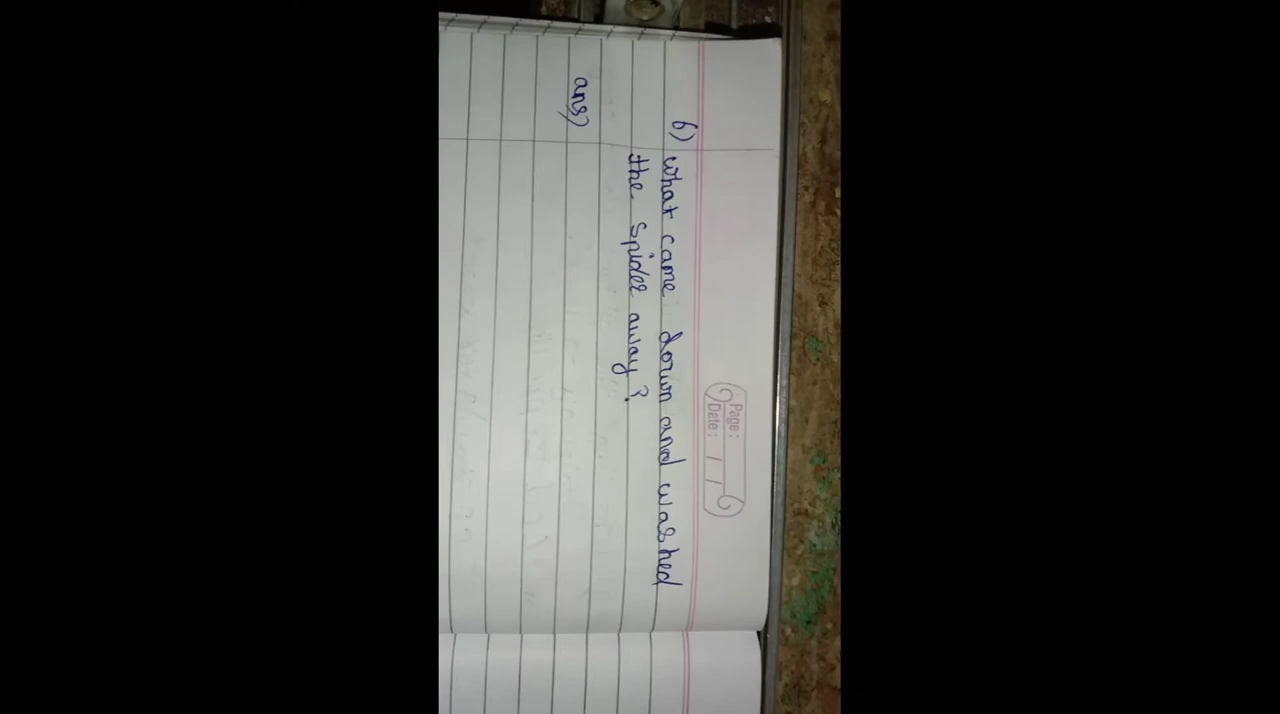 Page:
Date: / /
6) What came down and washed
the spider away?
ans)